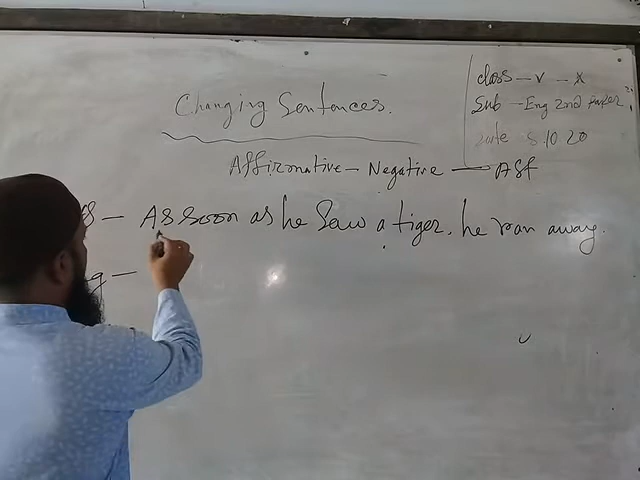 class - V - X
Sub - Eng 2nd paper
Date 8.10 20
Changing Sentences.
Affirmative - Negative - Asf
As soon as he saw a tiger, he ran away.